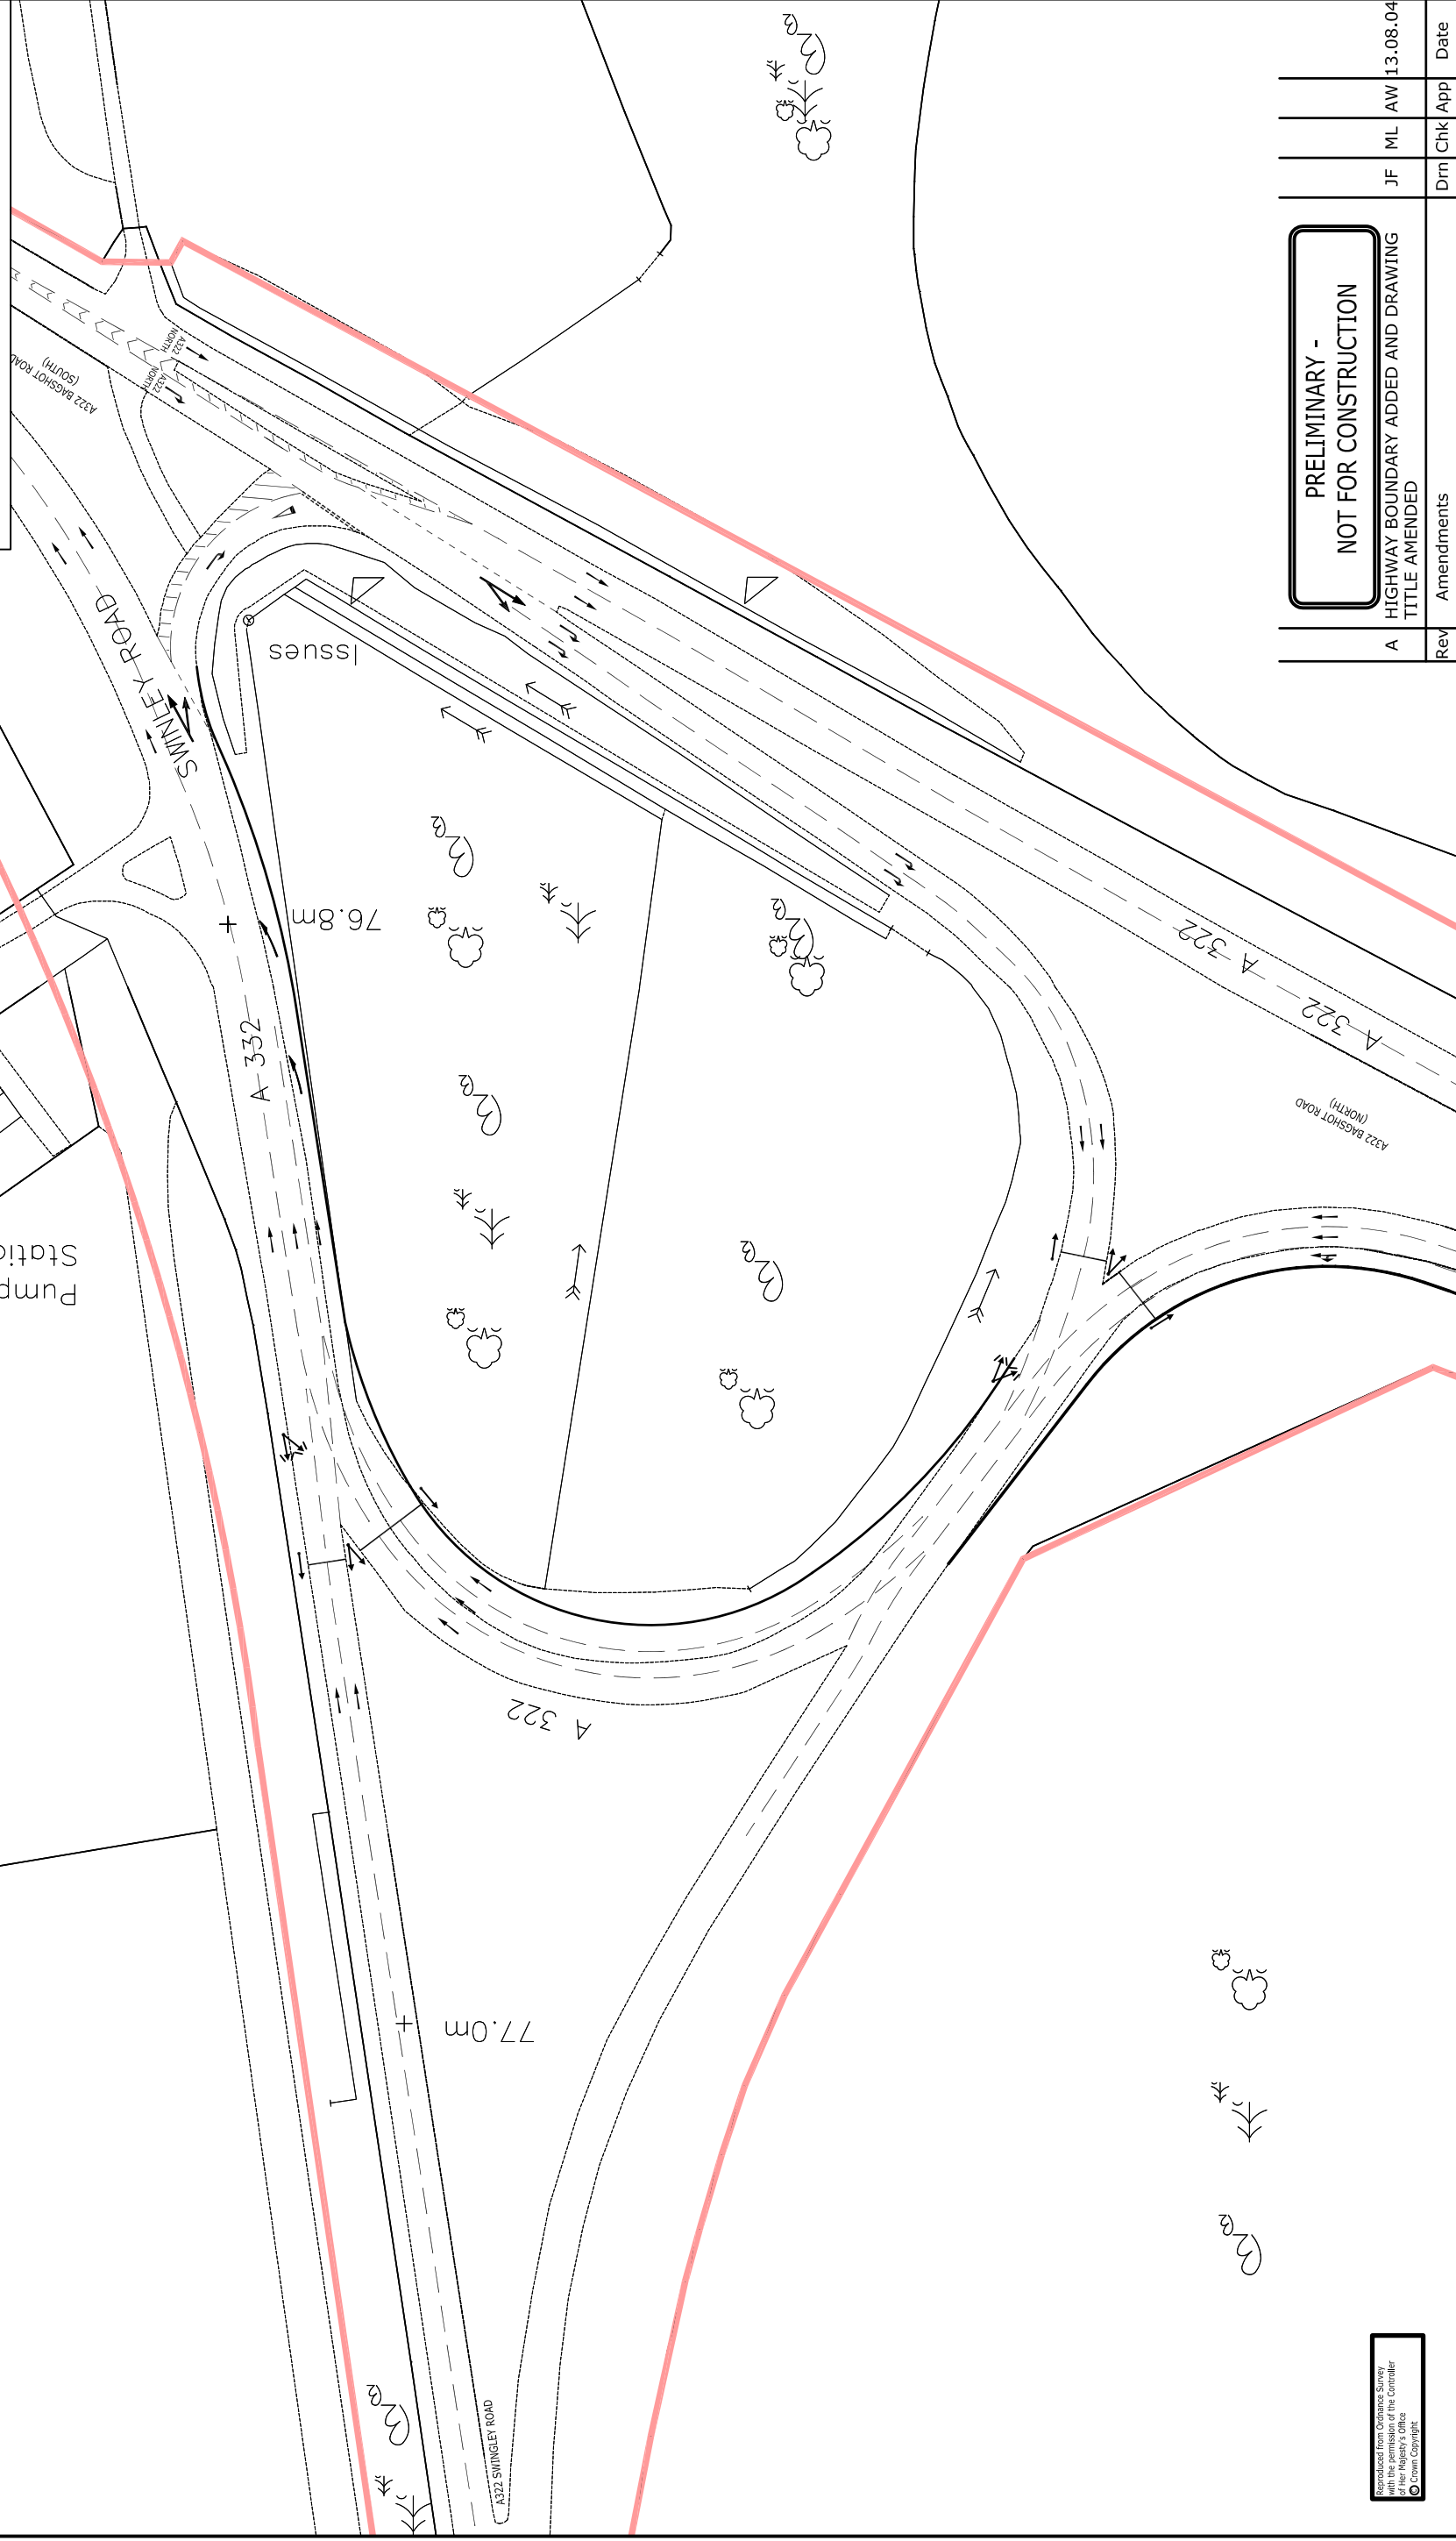 A322 BAGSHOT ROAD
(SOUTH)
A322
NORTH
A322
NORTH
SWINLEY ROAD
Issues
76.8m
A 332
A 322
A 322
A322 BAGSHOT ROAD
(NORTH)
Pump
A 322
77.0m
A322 SWINGLEY ROAD
PRELIMINARY -
NOT FOR CONSTRUCTION
A HIGHWAY BOUNDARY ADDED AND DRAWING JF ML AW 13.08.04
TITLE AMENDED
Rev Amendments Drn Chk App Date
Reproduced from Ordnance Survey
with the permission of the Controller
of Her Majesty's Office
© Crown Copyright